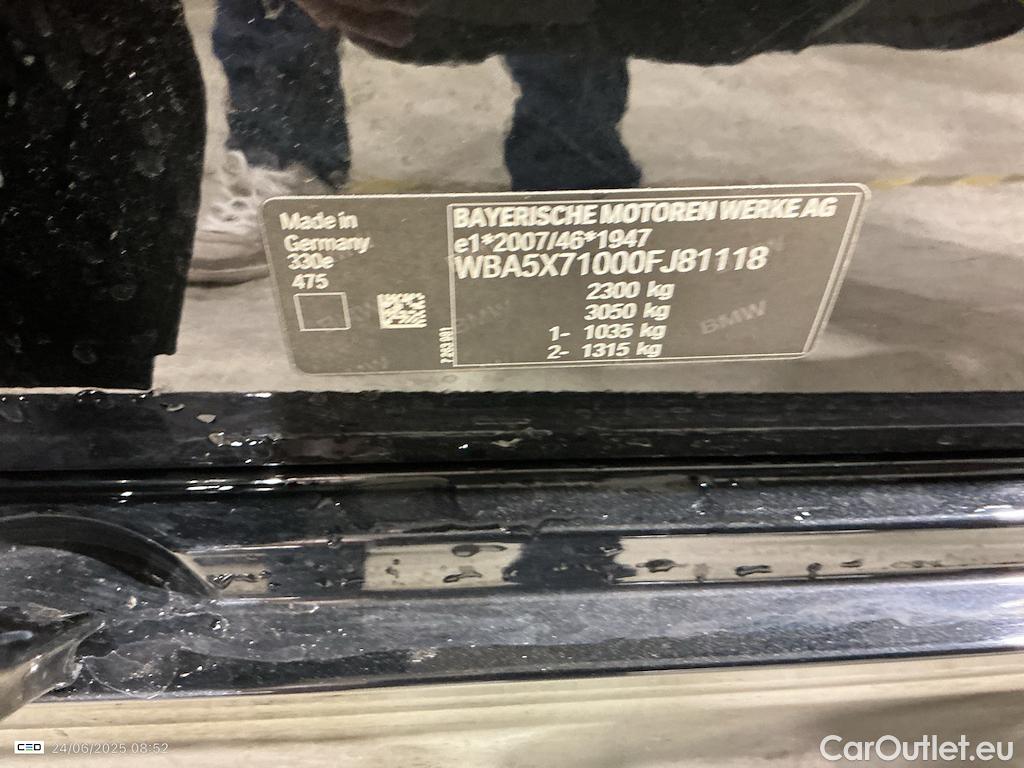 Made in
Germany
330e
475
BAYERISCHE MOTOREN WERKE AG
e1*2007/46*1947
WBA5X71000FJ81118
2300 kg
3050 kg
1- 1035 kg
2- 1315 kg
BMW
CEO 24/06/2025 08:52
CarOutlet.eu